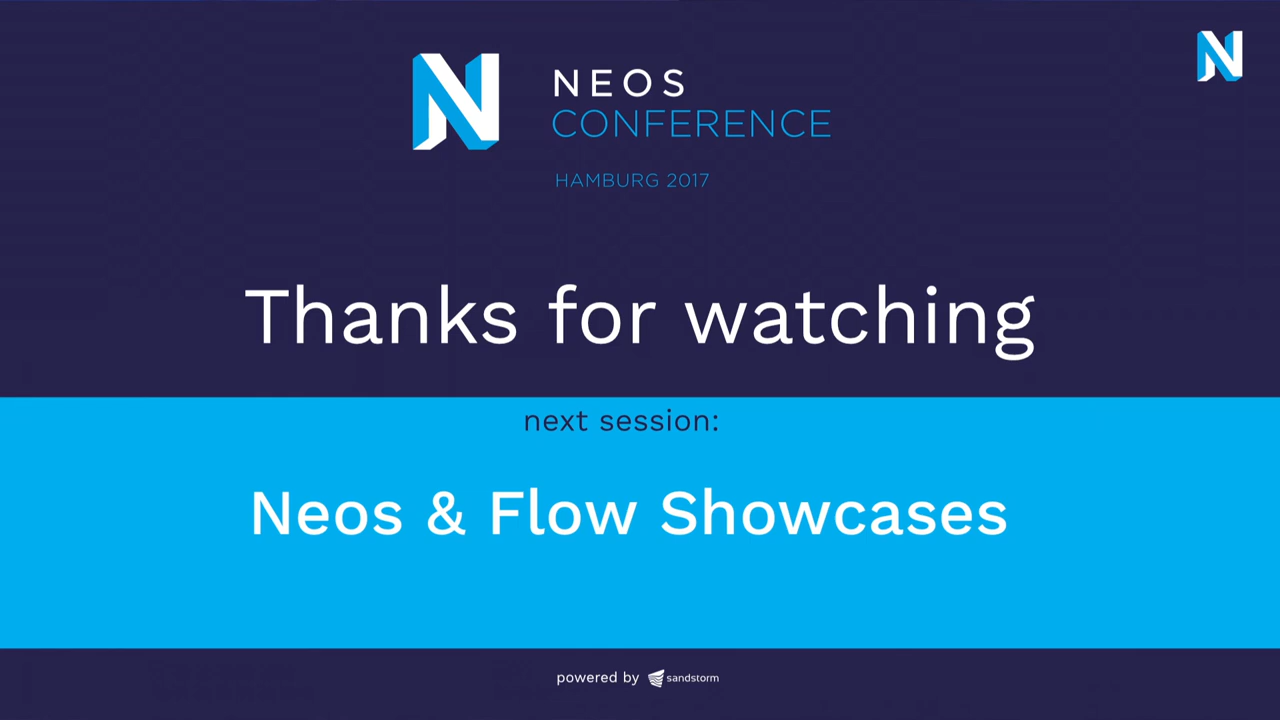 NEOS
CONFERENCE
HAMBURG 2017
Thanks for watching
next session:
Neos & Flow Showcases
powered by sandstorm